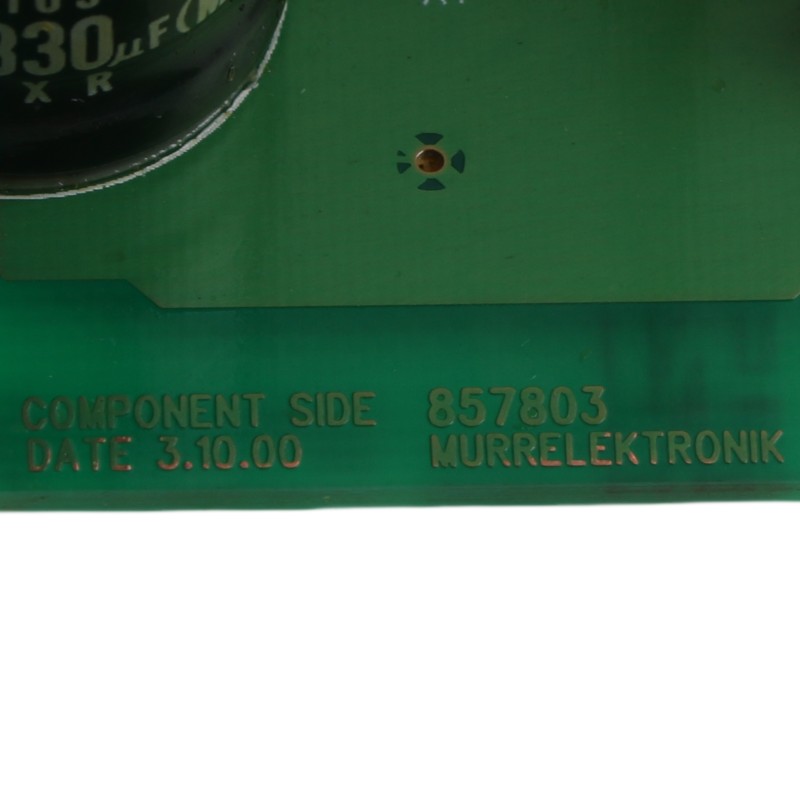 330µF(M
X R
COMPONENT SIDE 857803
DATE 3.10.00 MURRELEKTRONIK